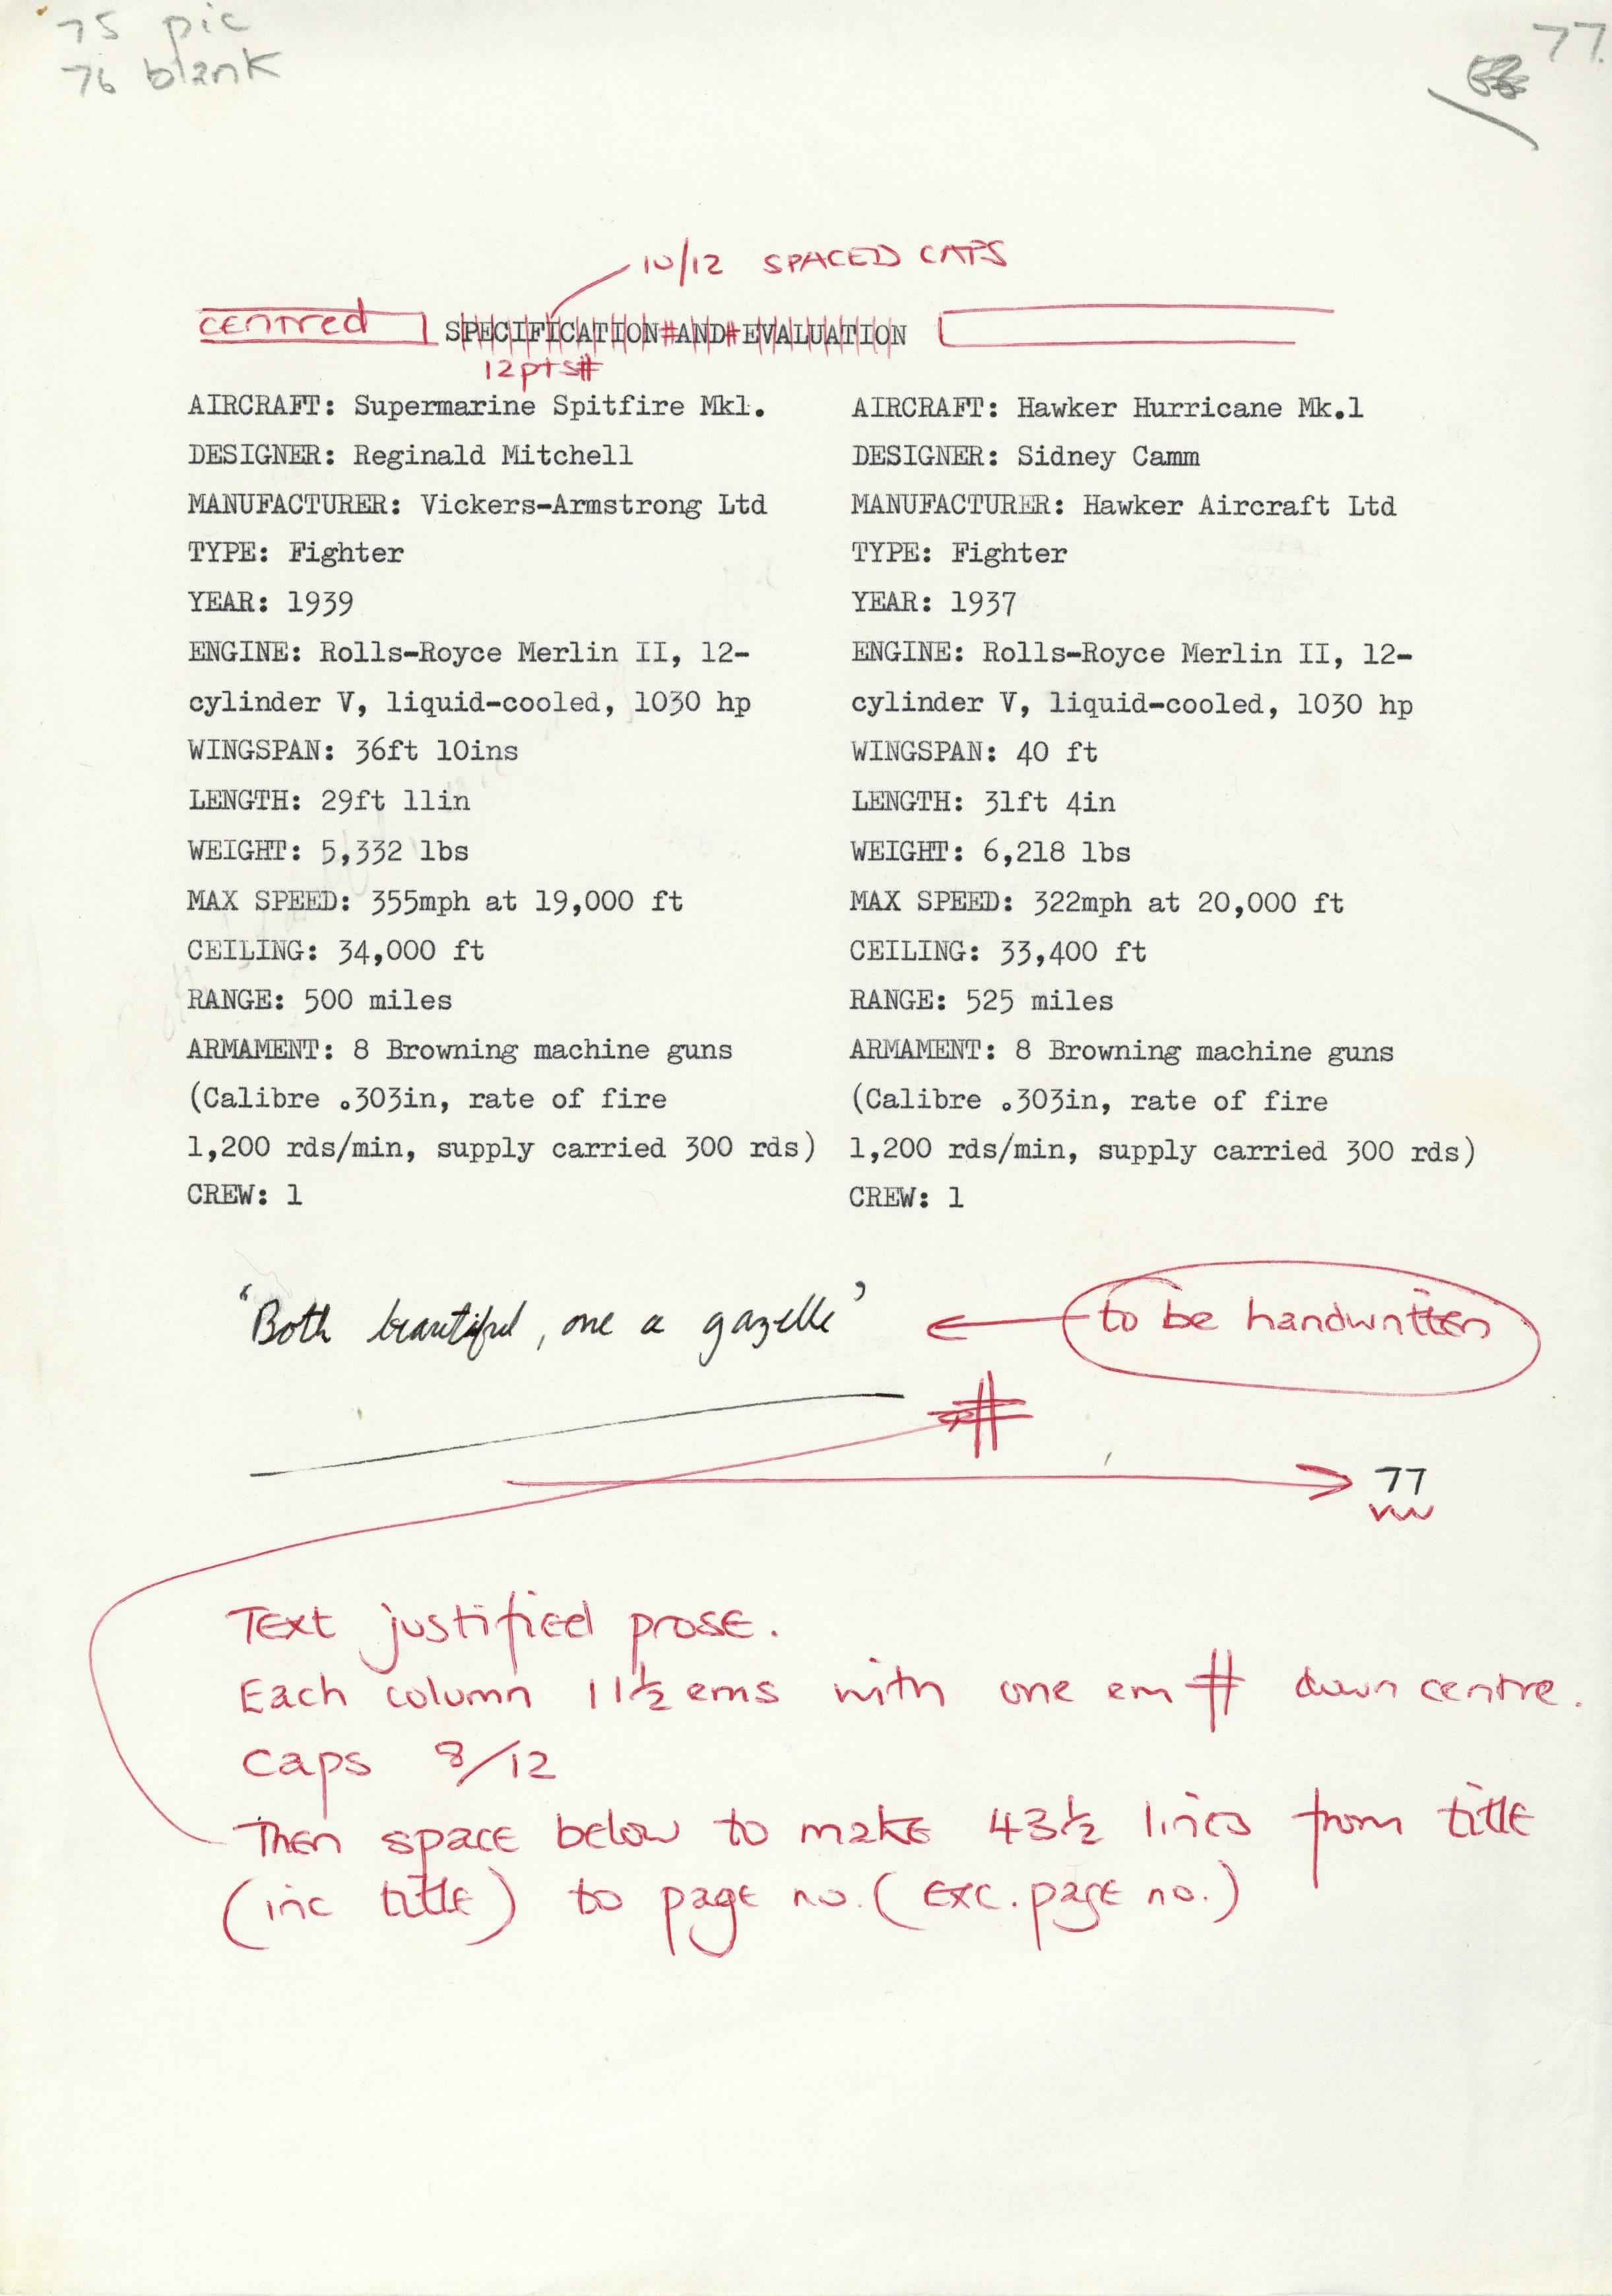 75 pic
76 blank
77.
10/12 SPACED CAPS
centred
SPECIFICATION#AND#EVALUATION
12pts#
AIRCRAFT: Supermarine Spitfire Mk1.
DESIGNER: Reginald Mitchell
MANUFACTURER: Vickers-Armstrong Ltd
TYPE: Fighter
YEAR: 1939
ENGINE: Rolls-Royce Merlin II, 12-
cylinder V, liquid-cooled, 1030 hp
WINGSPAN: 36ft 10ins
LENGTH: 29ft 11in
WEIGHT: 5,332 lbs
MAX SPEED: 355mph at 19,000 ft
CEILING: 34,000 ft
RANGE: 500 miles
ARMAMENT: 8 Browning machine guns
(Calibre .303in, rate of fire
1,200 rds/min, supply carried 300 rds)
CREW: 1
AIRCRAFT: Hawker Hurricane Mk.1
DESIGNER: Sidney Camm
MANUFACTURER: Hawker Aircraft Ltd
TYPE: Fighter
YEAR: 1937
ENGINE: Rolls-Royce Merlin II, 12-
cylinder V, liquid-cooled, 1030 hp
WINGSPAN: 40 ft
LENGTH: 31ft 4in
WEIGHT: 6,218 lbs
MAX SPEED: 322mph at 20,000 ft
CEILING: 33,400 ft
RANGE: 525 miles
ARMAMENT: 8 Browning machine guns
(Calibre .303in, rate of fire
1,200 rds/min, supply carried 300 rds)
CREW: 1
'Both beautiful, one a gazelle'
to be handwritten
#
77
Text justified prose.
Each column 11½ ems with one em # down centre.
caps 8/12
Then space below to make 43½ lines from title
(inc title) to page no. (exc. page no.)